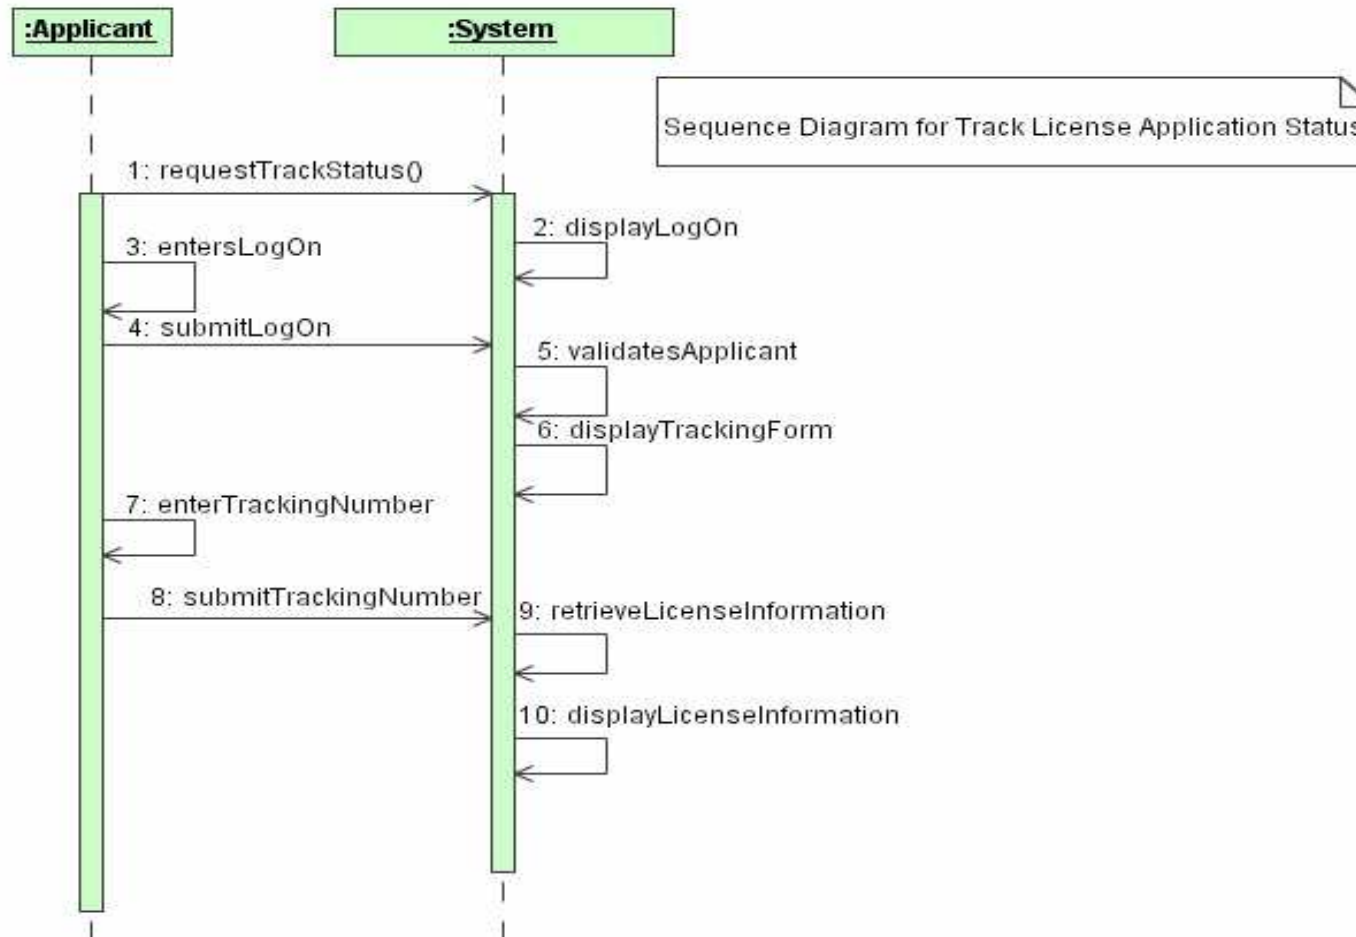 :Applicant
:System
Sequence Diagram for Track License Application Status
1: requestTrackStatus()
2: displayLogOn
3: entersLogOn
4: submitLogOn
5: validatesApplicant
6: displayTrackingForm
7: enterTrackingNumber
8: submitTrackingNumber
9: retrieveLicenseInformation
10: displayLicenseInformation